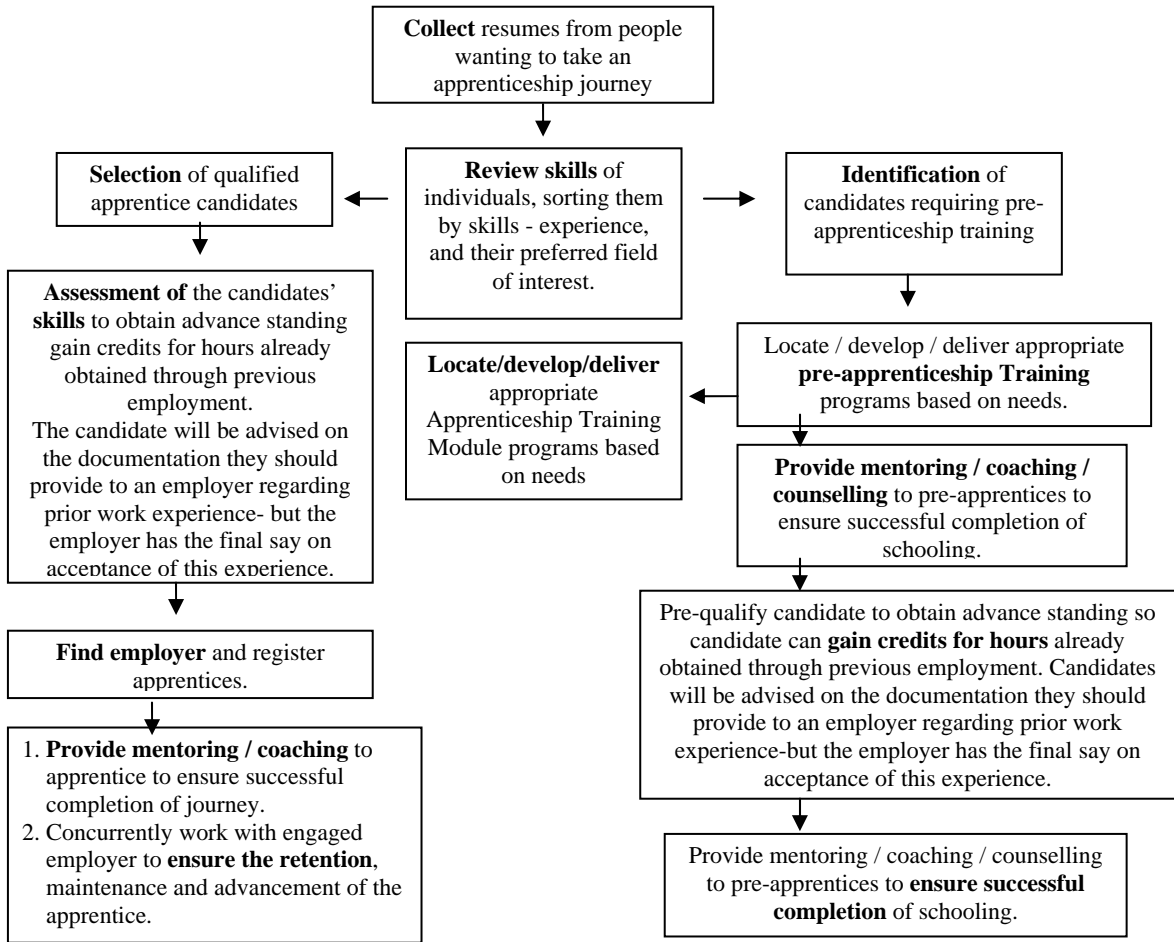 Collect resumes from people
wanting to take an
apprenticeship journey
Selection of qualified
apprentice candidates
Review skills of
individuals, sorting them
by skills - experience,
and their preferred field
of interest.
Identification of
candidates requiring pre-
apprenticeship training
Assessment of the candidates’
skills to obtain advance standing
gain credits for hours already
obtained through previous
employment.
The candidate will be advised on
the documentation they should
provide to an employer regarding
prior work experience- but the
employer has the final say on
acceptance of this experience.
Locate/develop/deliver
appropriate
Apprenticeship Training
Module programs based
on needs
Locate / develop / deliver appropriate
pre-apprenticeship Training
programs based on needs.
Provide mentoring / coaching /
counselling to pre-apprentices to
ensure successful completion of
schooling.
Find employer and register
apprentices.
Pre-qualify candidate to obtain advance standing so
candidate can gain credits for hours already
obtained through previous employment. Candidates
will be advised on the documentation they should
provide to an employer regarding prior work
experience-but the employer has the final say on
acceptance of this experience.
1. Provide mentoring / coaching to
apprentice to ensure successful
completion of journey.
2. Concurrently work with engaged
employer to ensure the retention,
maintenance and advancement of the
apprentice.
Provide mentoring / coaching / counselling
to pre-apprentices to ensure successful
completion of schooling.